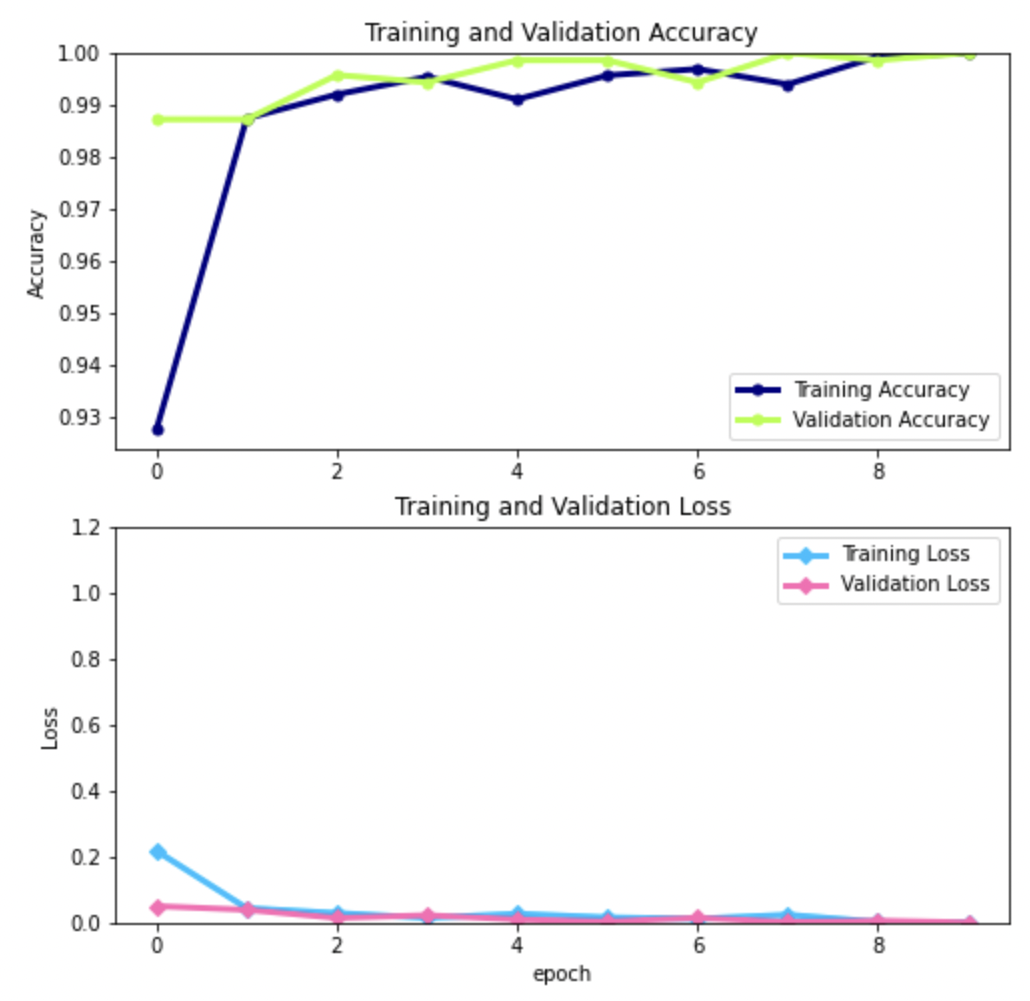 Training and Validation Accuracy
1.00
0.99
0.98
0.97
0.96
0.95
0.94
0.93
Accuracy
Training Accuracy
Validation Accuracy
0 2 4 6 8
Training and Validation Loss
1.2
1.0
0.8
0.6
0.4
0.2
0.0
Loss
Training Loss
Validation Loss
0 2 4 6 8
epoch